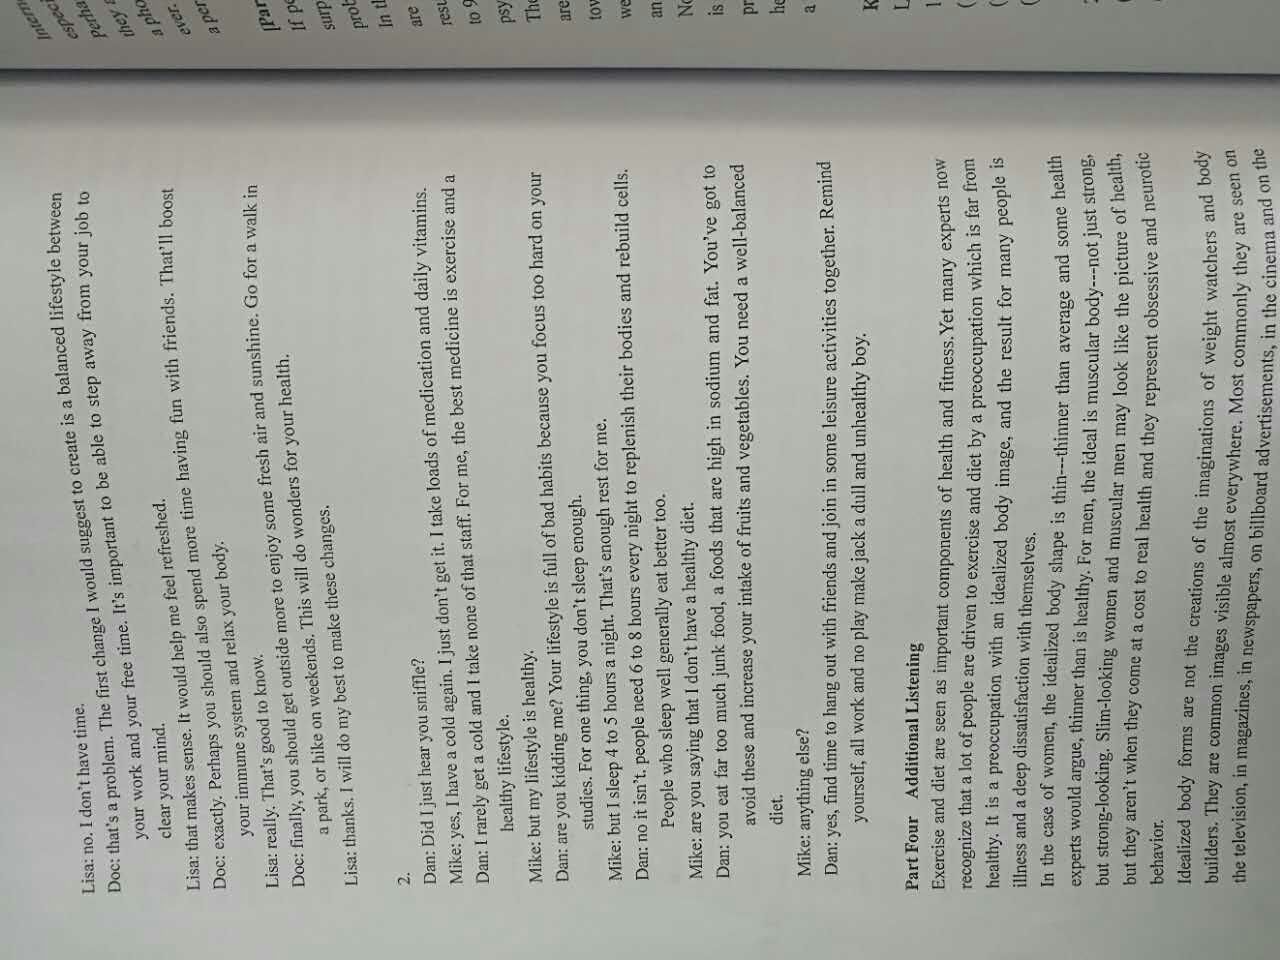 Lisa: no. I don't have time.
Doc: that's a problem. The first change I would suggest to create is a balanced lifestyle between
your work and your free time. It's important to be able to step away from your job to
clear your mind.
Lisa: that makes sense. It would help me feel refreshed.
Doc: exactly. Perhaps you should also spend more time having fun with friends. That'll boost
your immune system and relax your body.
Lisa: really. That's good to know.
Doc: finally, you should get outside more to enjoy some fresh air and sunshine. Go for a walk in
a park, or hike on weekends. This will do wonders for your health.
Lisa: thanks. I will do my best to make these changes.
2.
Dan: Did I just hear you sniffle?
Mike: yes, I have a cold again. I just don't get it. I take loads of medication and daily vitamins.
Dan: I rarely get a cold and I take none of that staff. For me, the best medicine is exercise and a
healthy lifestyle.
Mike: but my lifestyle is healthy.
Dan: are you kidding me? Your lifestyle is full of bad habits because you focus too hard on your
studies. For one thing, you don't sleep enough.
Mike: but I sleep 4 to 5 hours a night. That's enough rest for me.
Dan: no it isn't. people need 6 to 8 hours every night to replenish their bodies and rebuild cells.
People who sleep well generally eat better too.
Mike: are you saying that I don't have a healthy diet.
Dan: you eat far too much junk food, a foods that are high in sodium and fat. You've got to
avoid these and increase your intake of fruits and vegetables. You need a well-balanced
diet.
Mike: anything else?
Dan: yes, find time to hang out with friends and join in some leisure activities together. Remind
yourself, all work and no play make jack a dull and unhealthy boy.
Part Four Additional Listening
Exercise and diet are seen as important components of health and fitness.Yet many experts now
recognize that a lot of people are driven to exercise and diet by a preoccupation which is far from
healthy. It is a preoccupation with an idealized body image, and the result for many people is
illness and a deep dissatisfaction with themselves.
In the case of women, the idealized body shape is thin---thinner than average and some health
experts would argue, thinner than is healthy. For men, the ideal is muscular body---not just strong,
but strong-looking. Slim-looking women and muscular men may look like the picture of health,
but they aren't when they come at a cost to real health and they represent obsessive and neurotic
behavior.
Idealized body forms are not the creations of the imaginations of weight watchers and body
builders. They are common images visible almost everywhere. Most commonly they are seen on
the television, in magazines, in newspapers, on billboard advertisements, in the cinema and on the
they
a
ever.
If
In
are
to
The
are
we
an
is
a